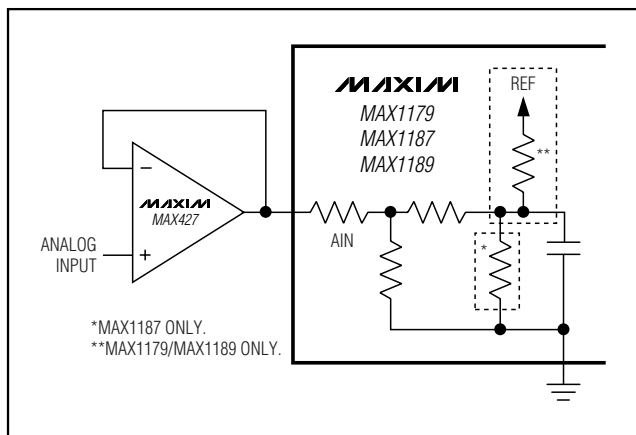 MAXIM
MAX1179
MAX1187
MAX1189
REF
**
−
MAXIM
MAX427
ANALOG
INPUT
+
AIN
*
*MAX1187 ONLY.
**MAX1179/MAX1189 ONLY.